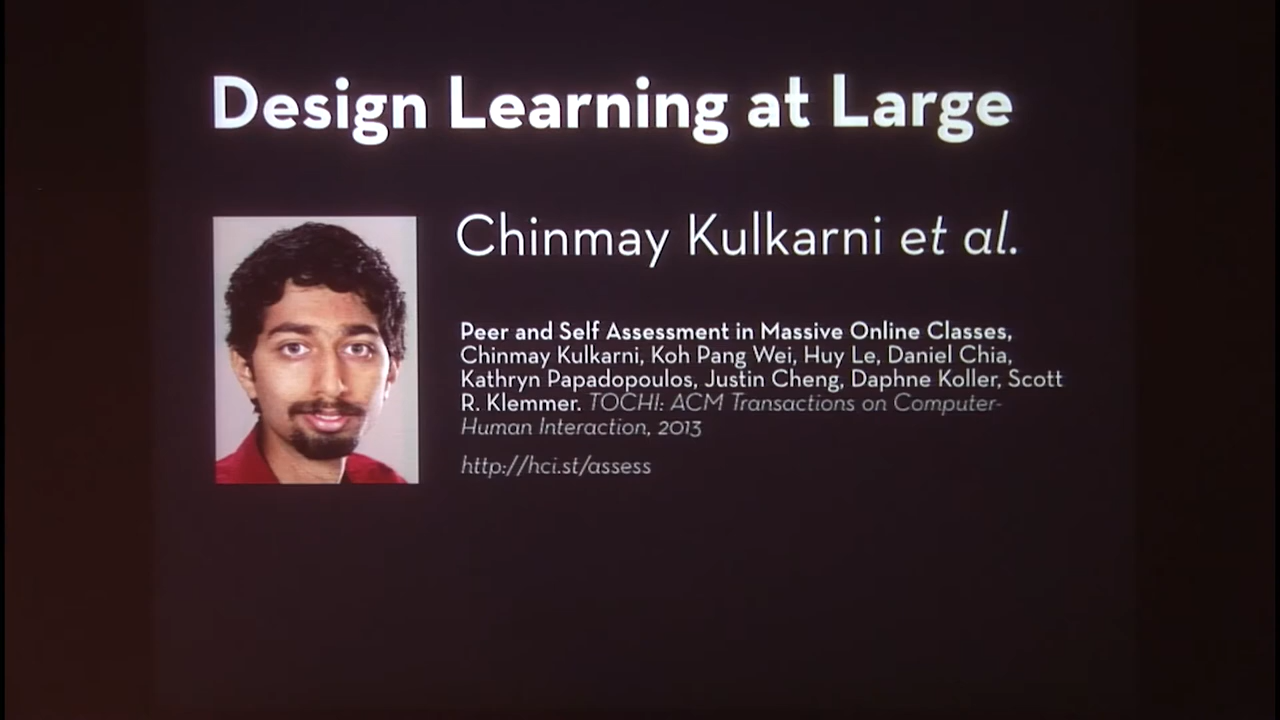 Design Learning at Large
Chinmay Kulkarni et al.
Peer and Self Assessment in Massive Online Classes,
Chinmay Kulkarni, Koh Pang Wei, Huy Le, Daniel Chia,
Kathryn Papadopoulos, Justin Cheng, Daphne Koller, Scott
R. Klemmer. TOCHI: ACM Transactions on Computer-
Human Interaction, 2013
http://hci.st/assess